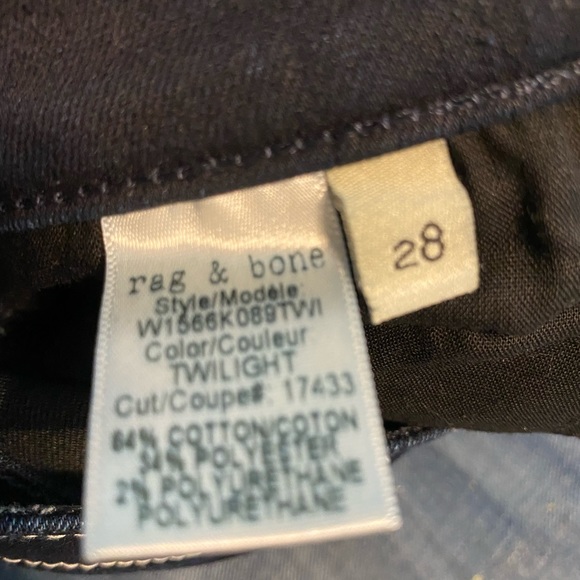 rag & bone
Style/Modèle:
W1566K089TWI
Color/Couleur
TWILIGHT
Cut/Coupe#: 17433
64% COTTON/COTON
34% POLYESTER
2% POLYURETHANE
POLYURETHANE
28